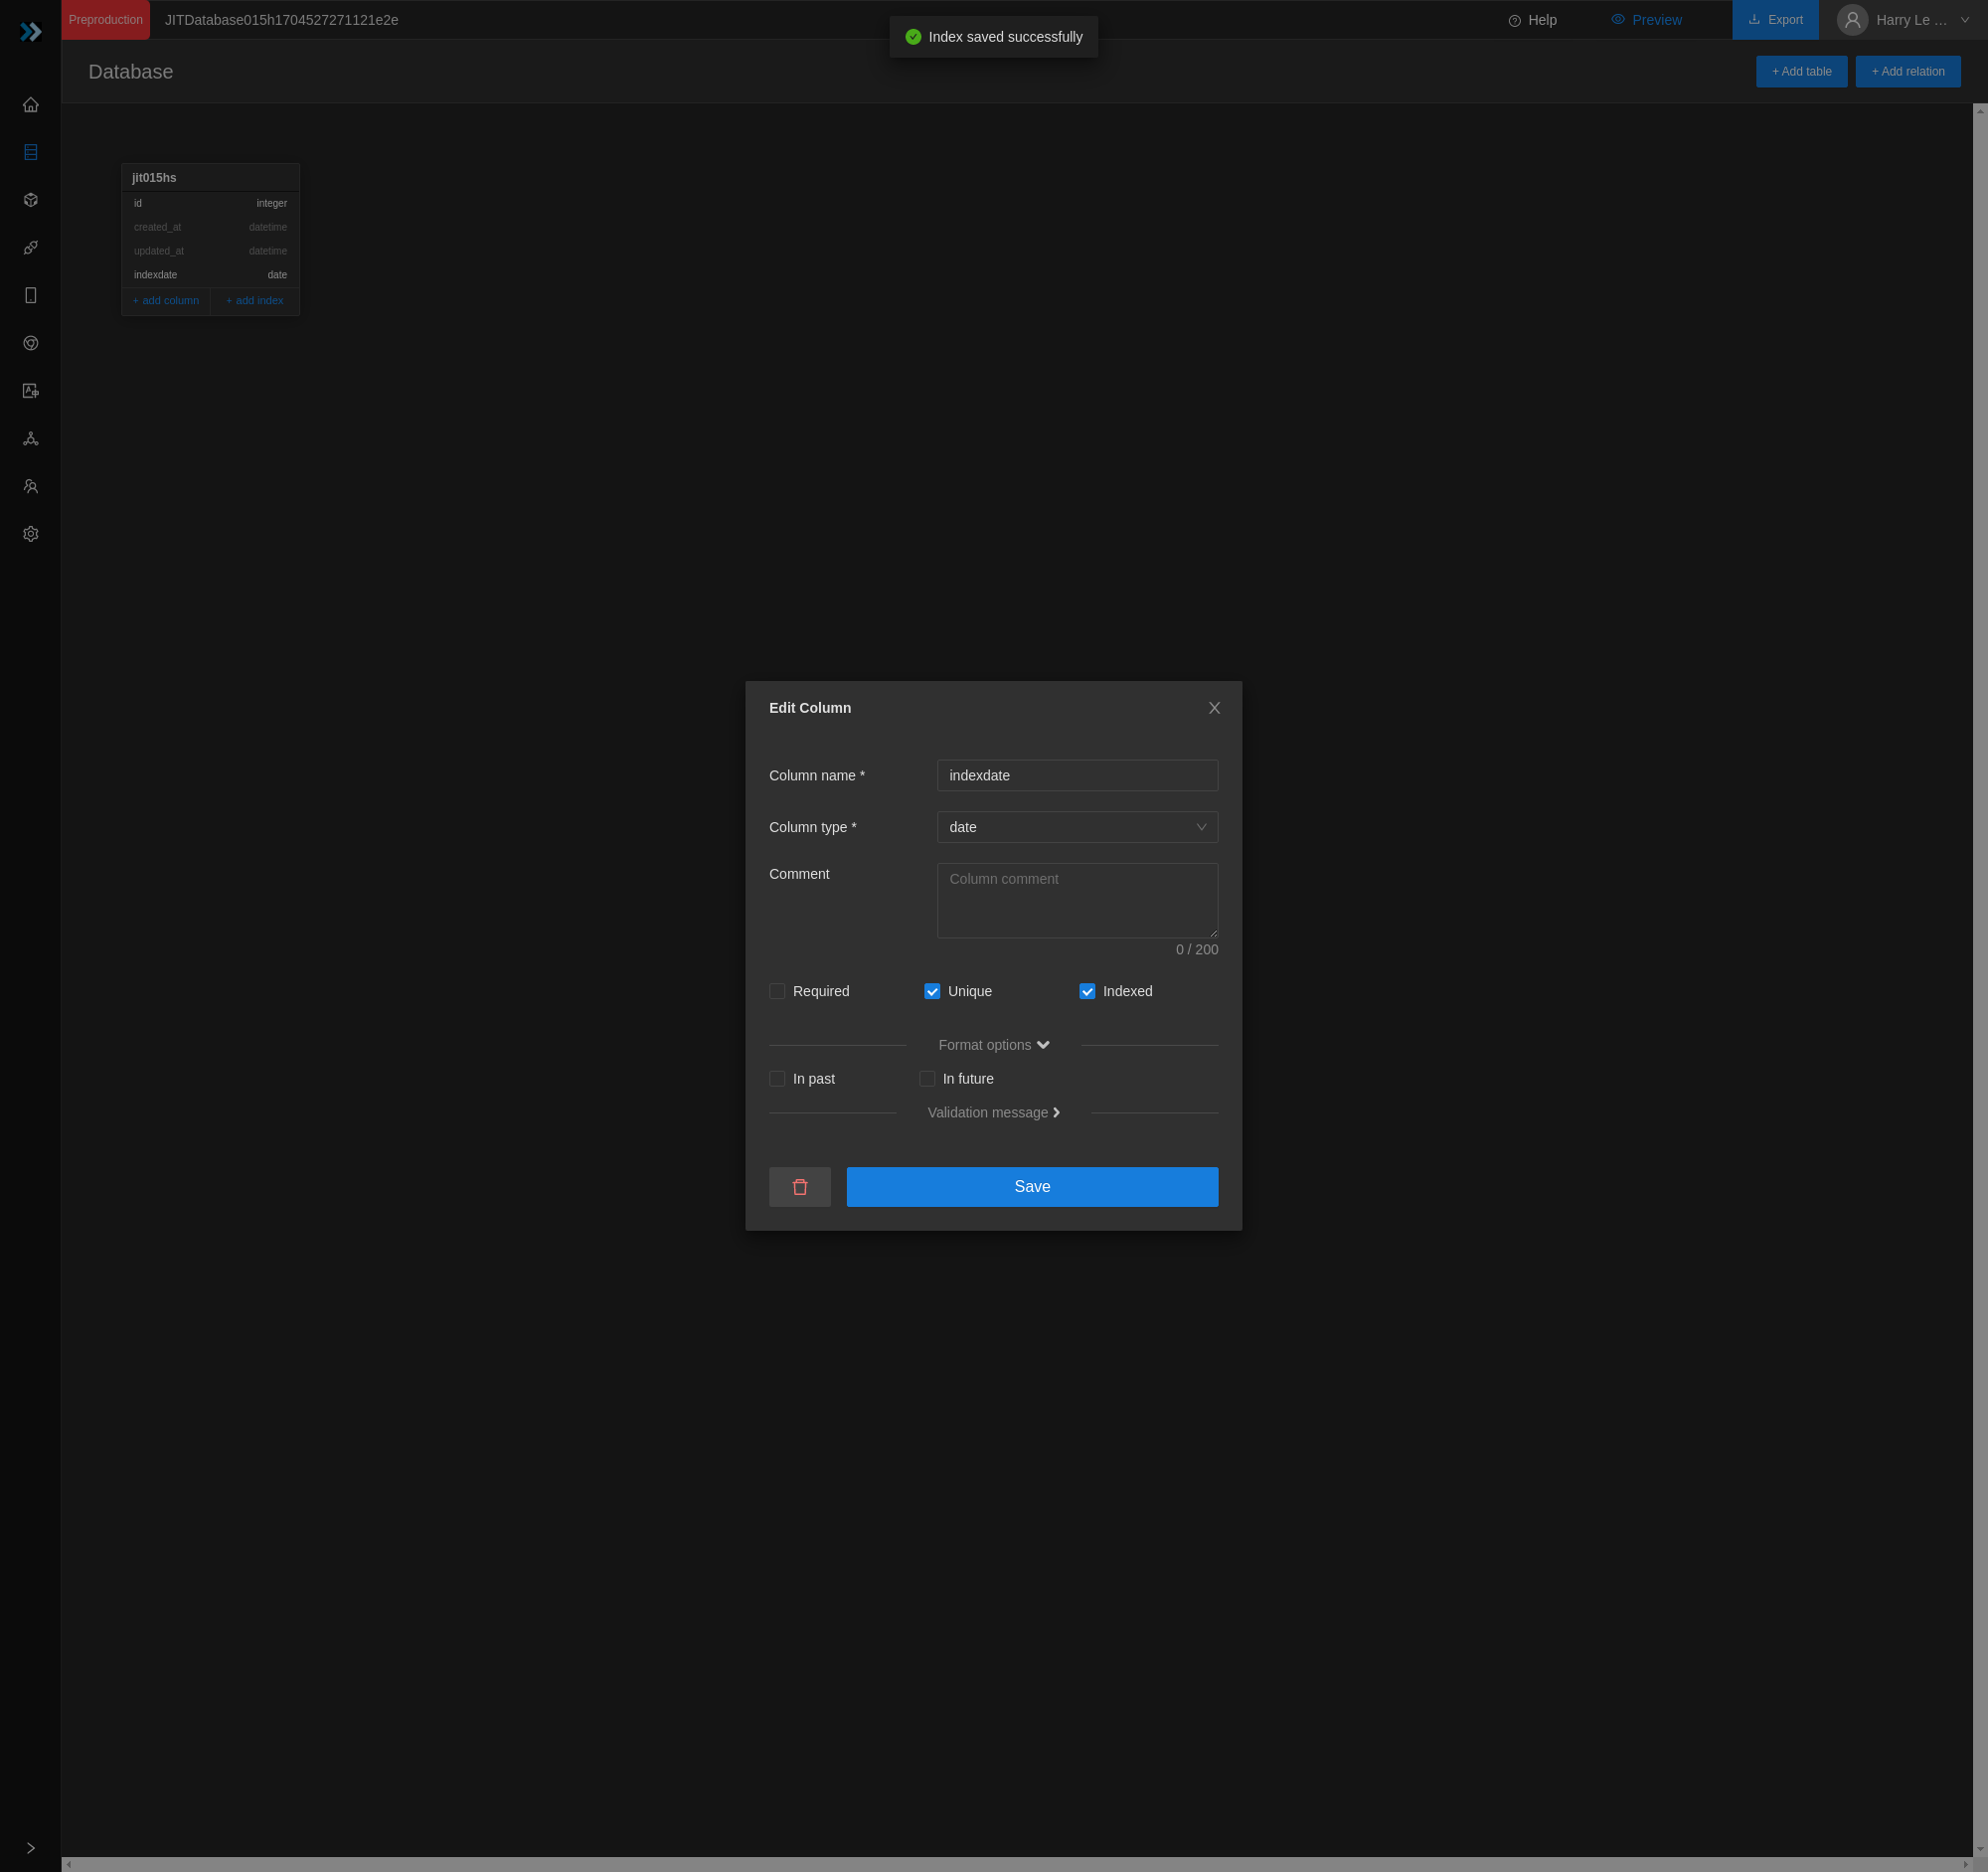 Preproduction
JITDatabase015h1704527271121e2e
Index saved successfully
Help
Preview
Export
Harry Le ...
Database
+ Add table
+ Add relation
jit015hs
id integer
created_at datetime
updated_at datetime
indexdate date
+ add column
+ add index
Edit Column
Column name * indexdate
Column type * date
Comment Column comment
0 / 200
Required Unique Indexed
Format options
In past In future
Validation message
Save